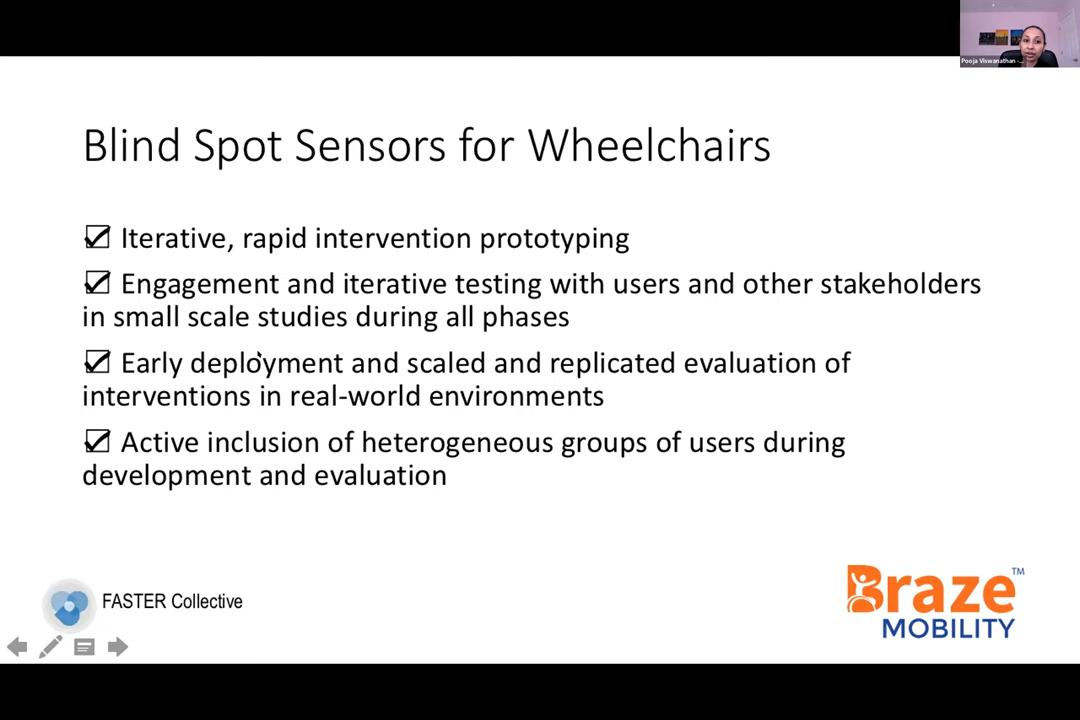 Pooja Viswanathan -...
Blind Spot Sensors for Wheelchairs
☑ Iterative, rapid intervention prototyping
☑ Engagement and iterative testing with users and other stakeholders
in small scale studies during all phases
☑ Early deployment and scaled and replicated evaluation of
interventions in real-world environments
☑ Active inclusion of heterogeneous groups of users during
development and evaluation
FASTER Collective
Braze™
MOBILITY